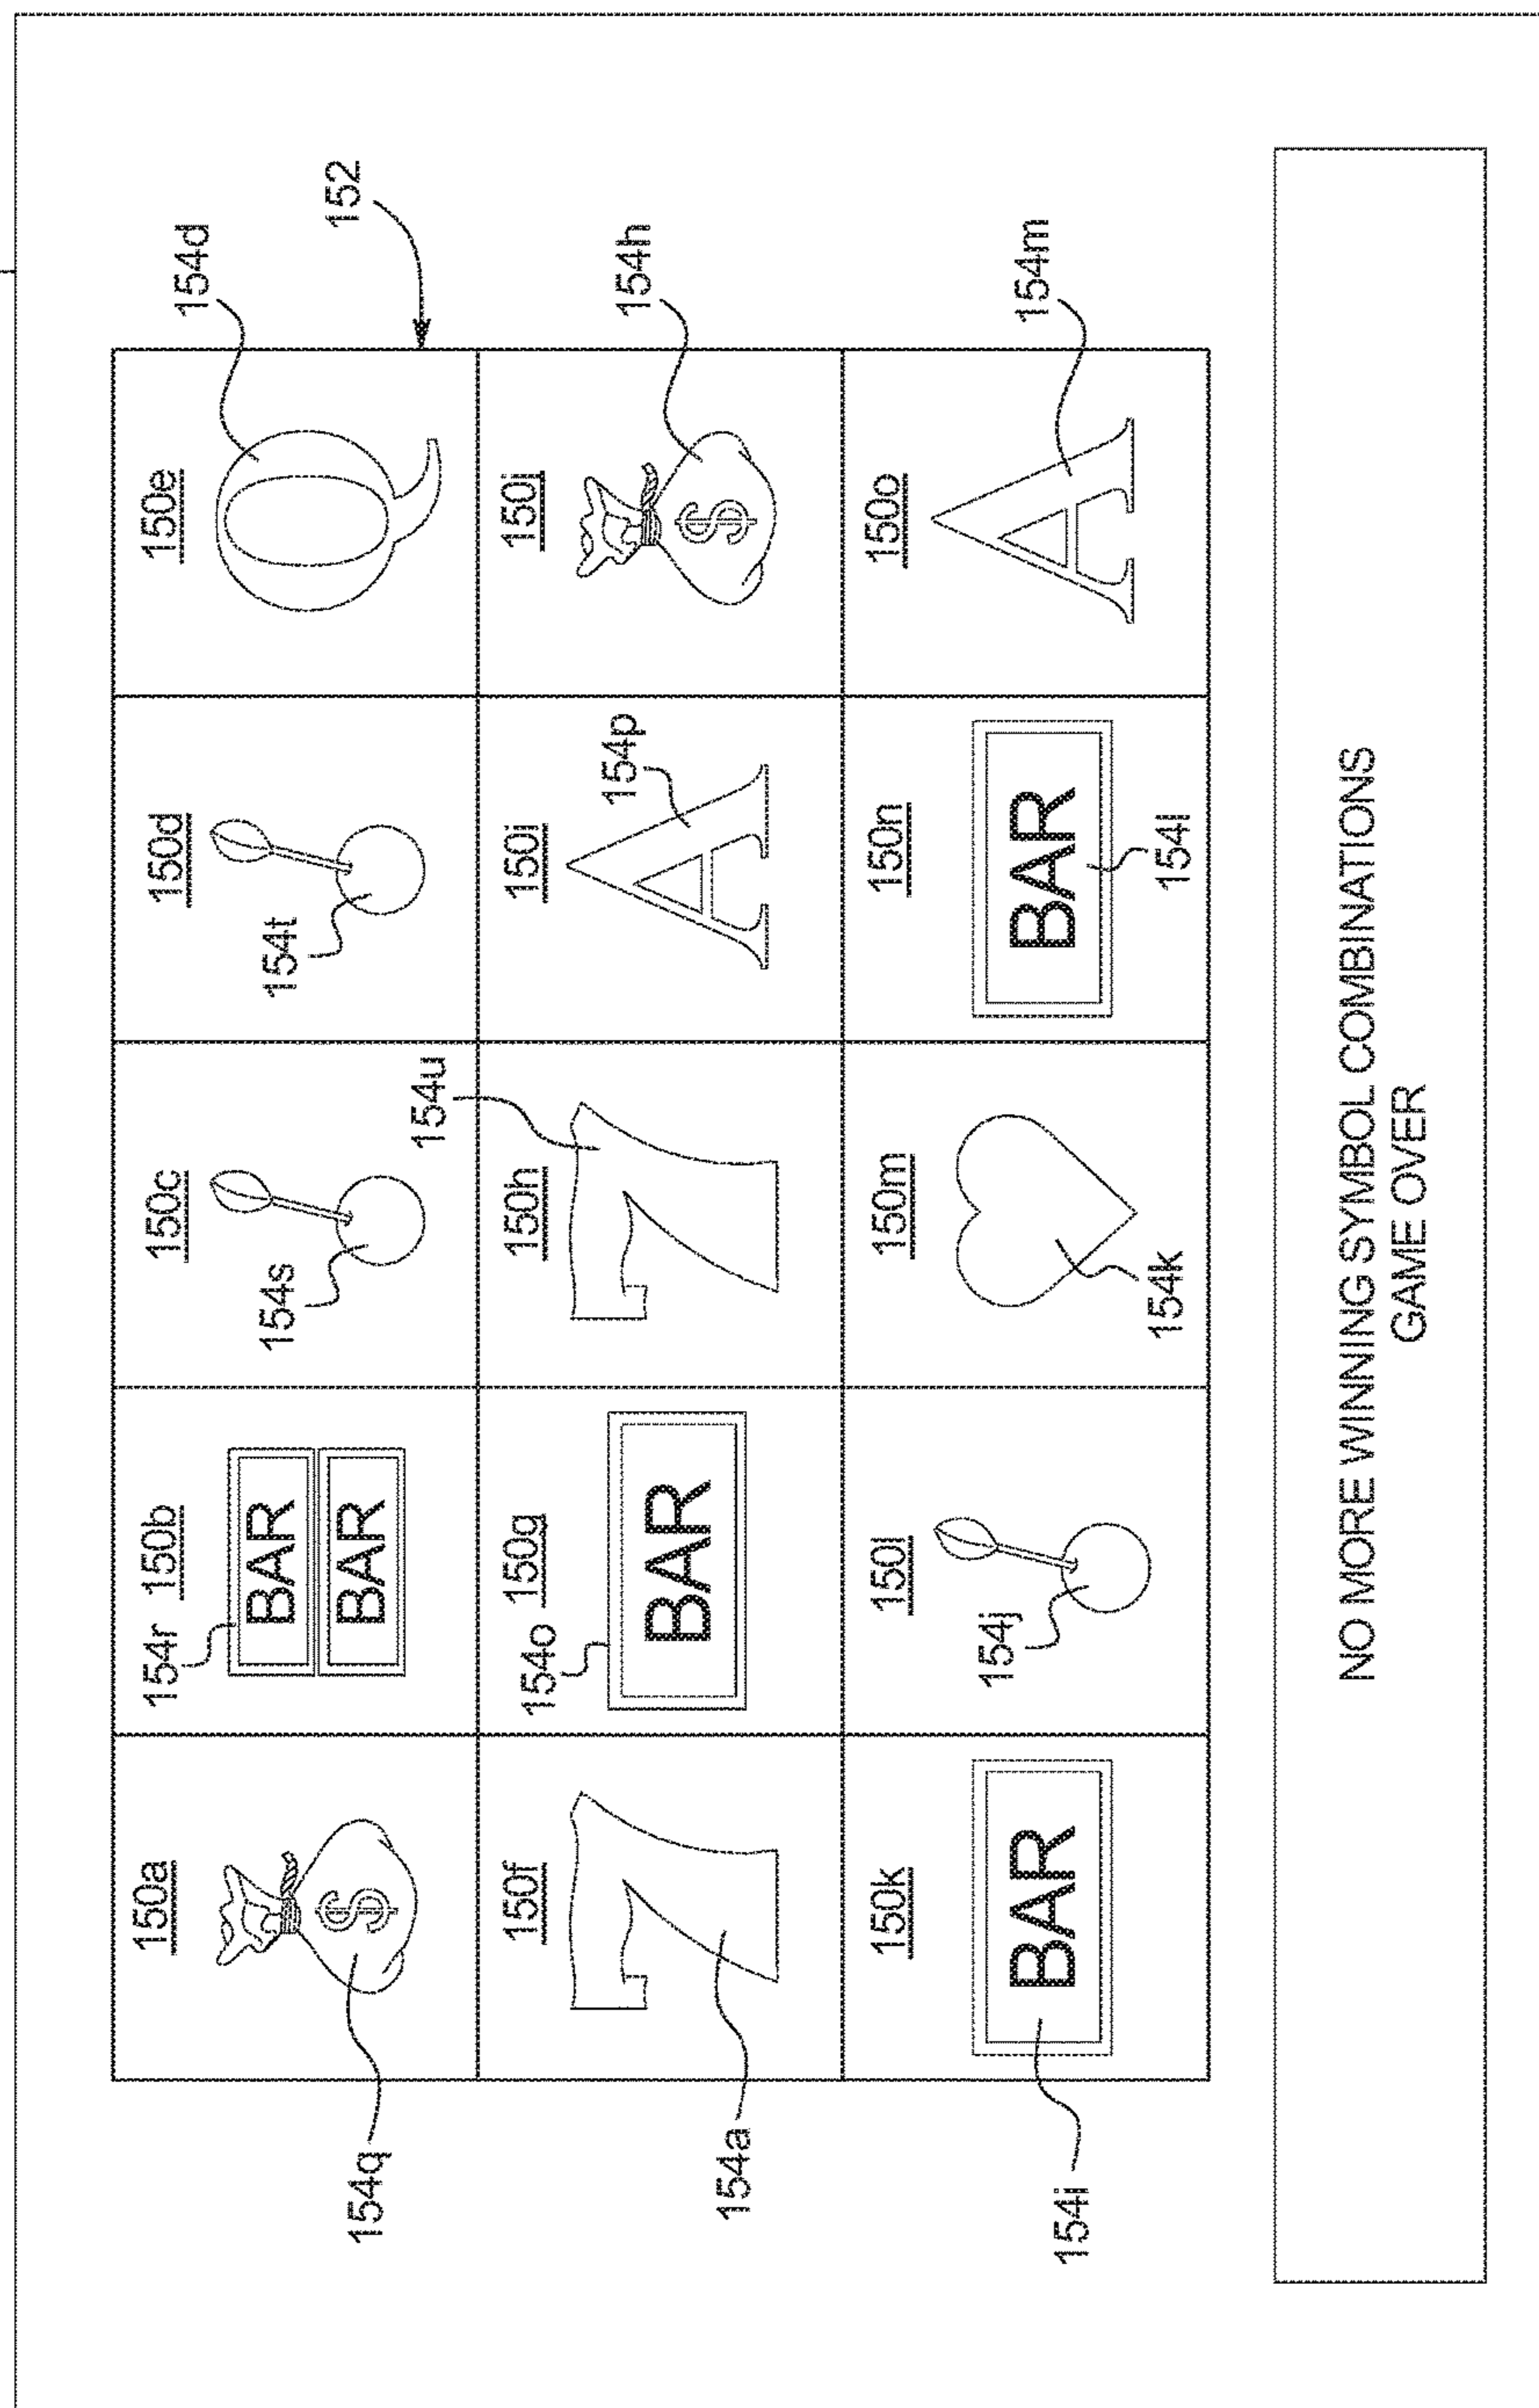 150a
150b
150c
150d
150e
154d
152
154r
BAR
BAR
154s
154t
$
154q
150f
150g
150h
150i
150j
154o
BAR
154u
154p
154h
$
154a
150k
150l
150m
150n
150o
154m
BAR
154j
BAR
154i
154k
154l
A
A
Q
7
7
NO MORE WINNING SYMBOL COMBINATIONS
GAME OVER